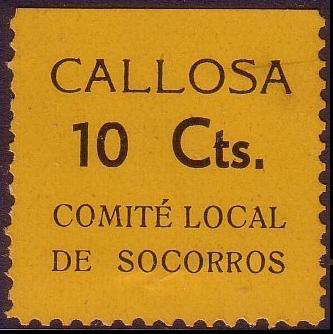 CALLOSA
10 Cts.
COMITÉ LOCAL
DE SOCORROS